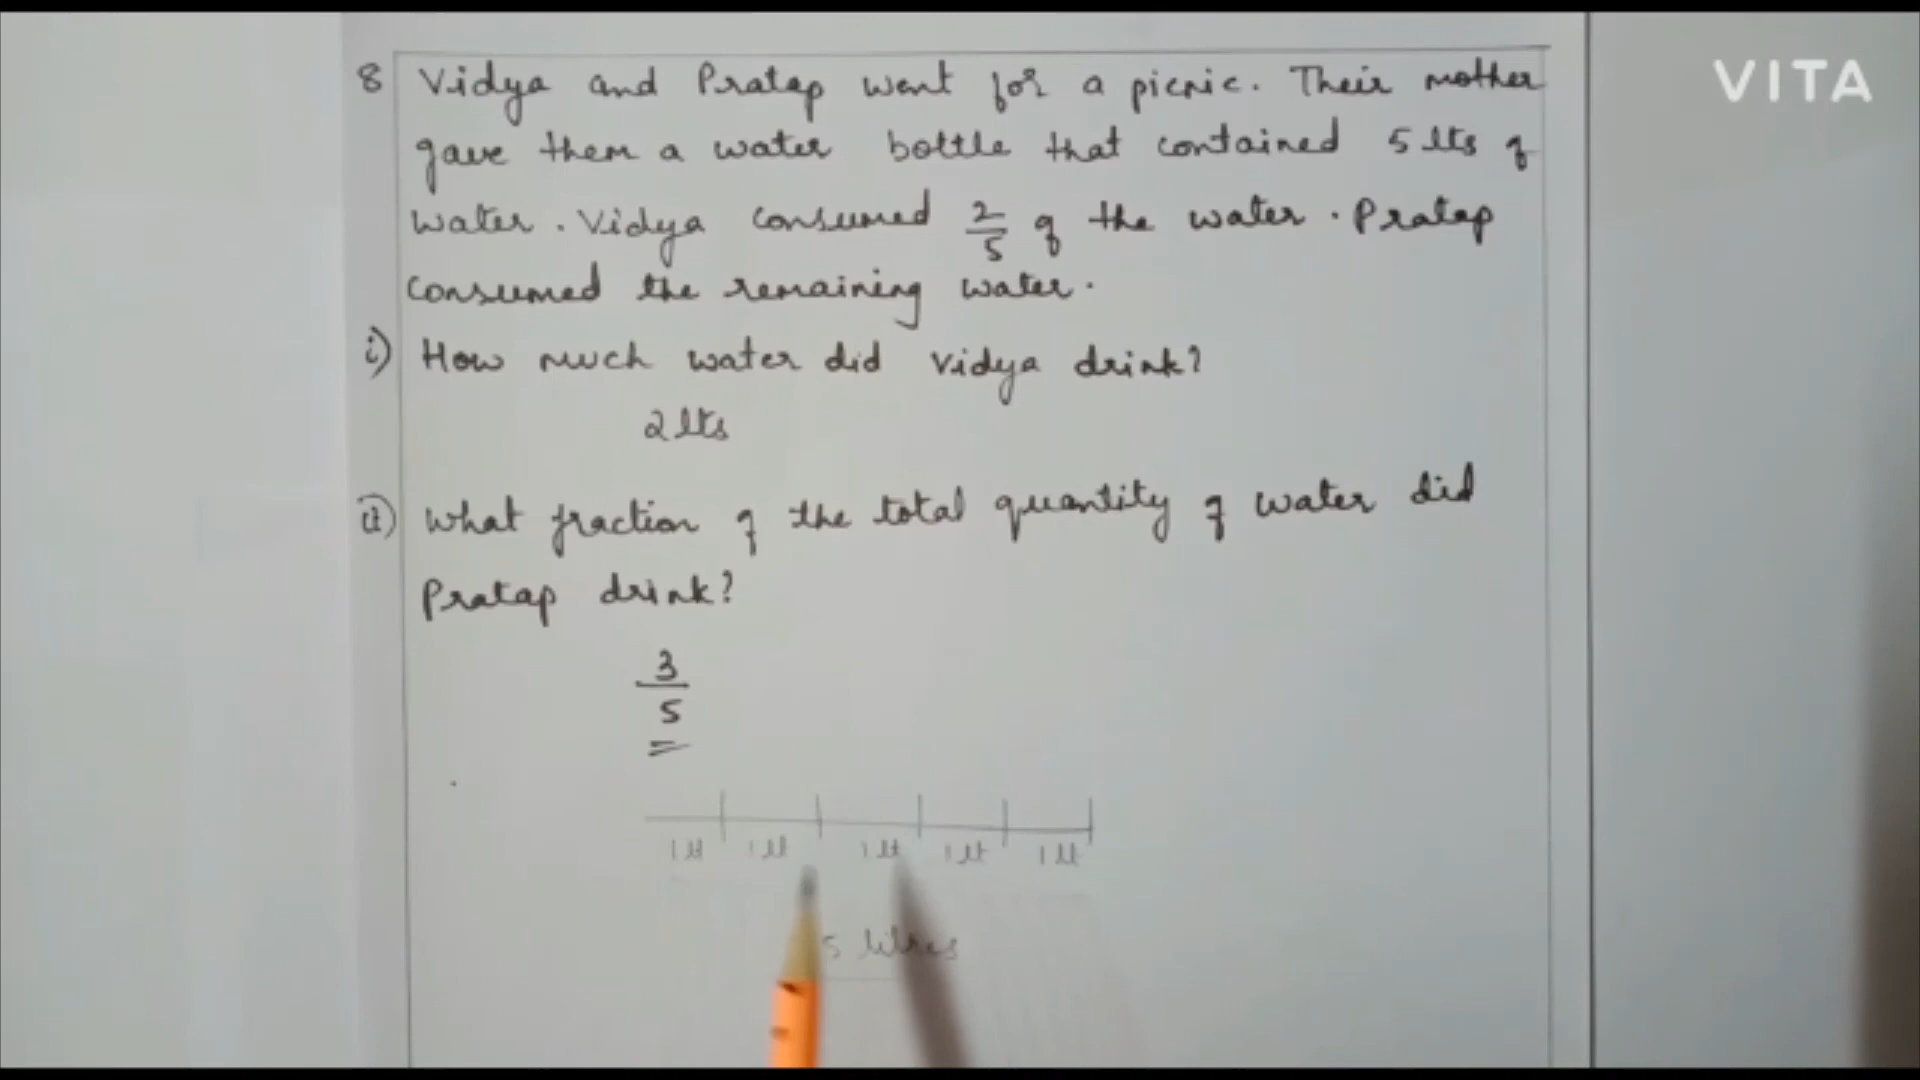 VITA
8 Vidya and Pratap went for a picnic. Their mother
gave them a water bottle that contained 5 lts of
water. Vidya consumed 2/5 of the water. Pratap
consumed the remaining water.
i) How much water did Vidya drink?
2 lts
ii) What fraction of the total quantity of water did
Pratap drink?
3/5
1 lt 1 lt 1 lt 1 lt 1 lt
5 litres